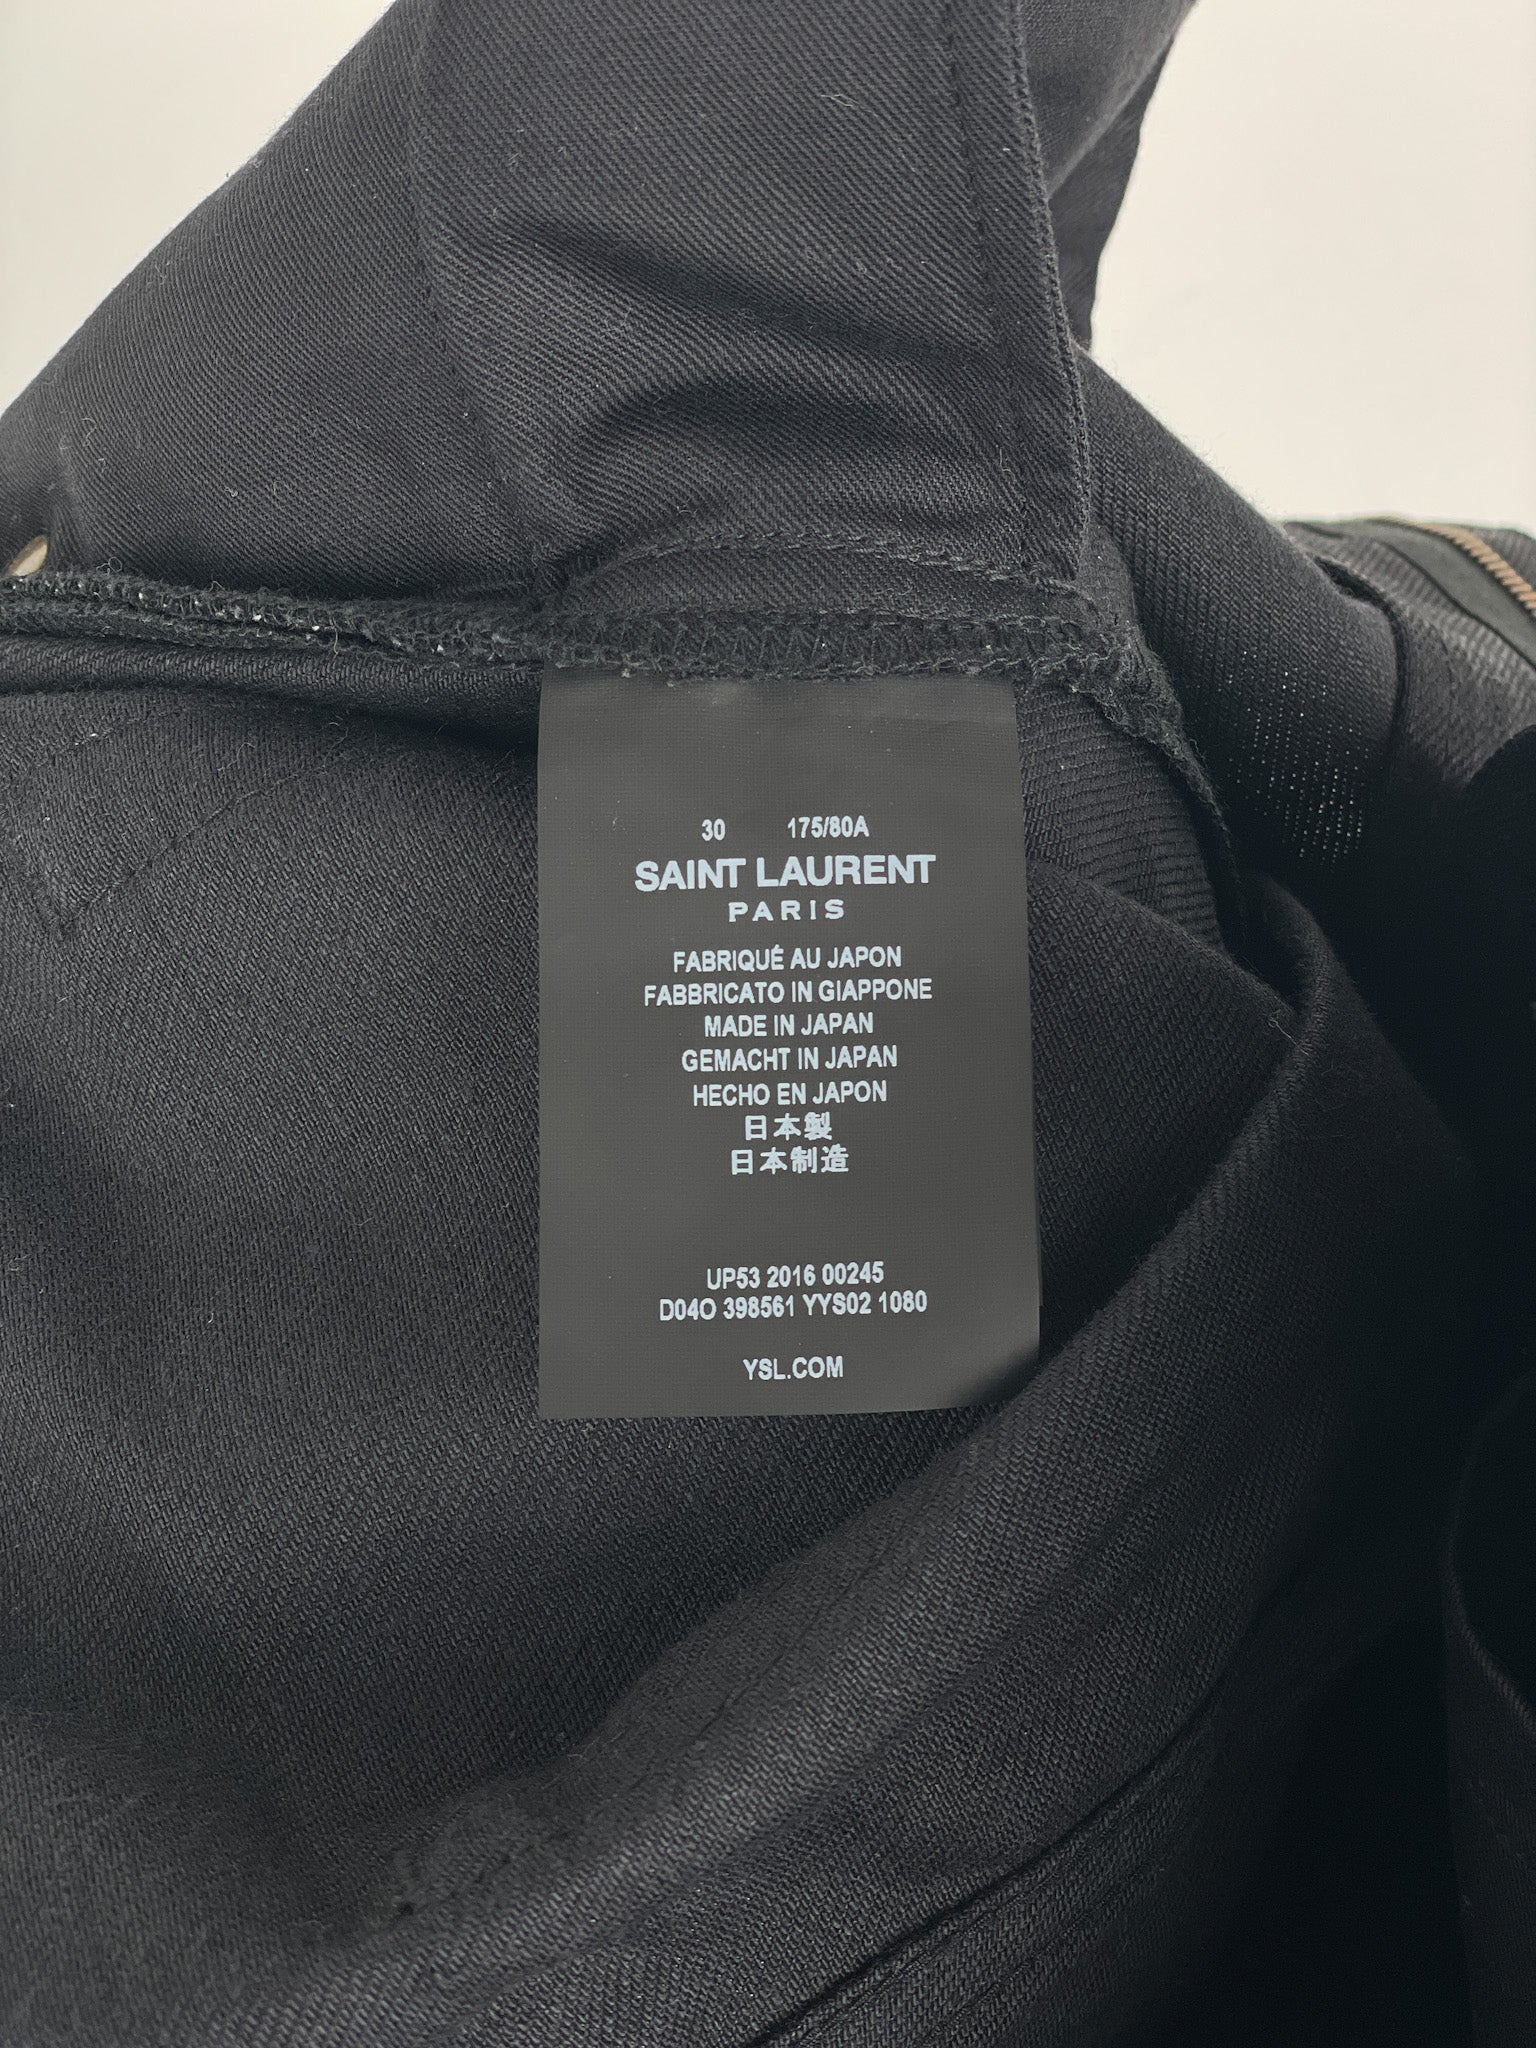 30 175/80A
SAINT LAURENT
PARIS
FABRIQUÉ AU JAPON
FABBRICATO IN GIAPPONE
MADE IN JAPAN
GEMACHT IN JAPAN
HECHO EN JAPON
日本製
日本制造
UP53 2016 00245
D04O 398561 YYS02 1080
YSL.COM